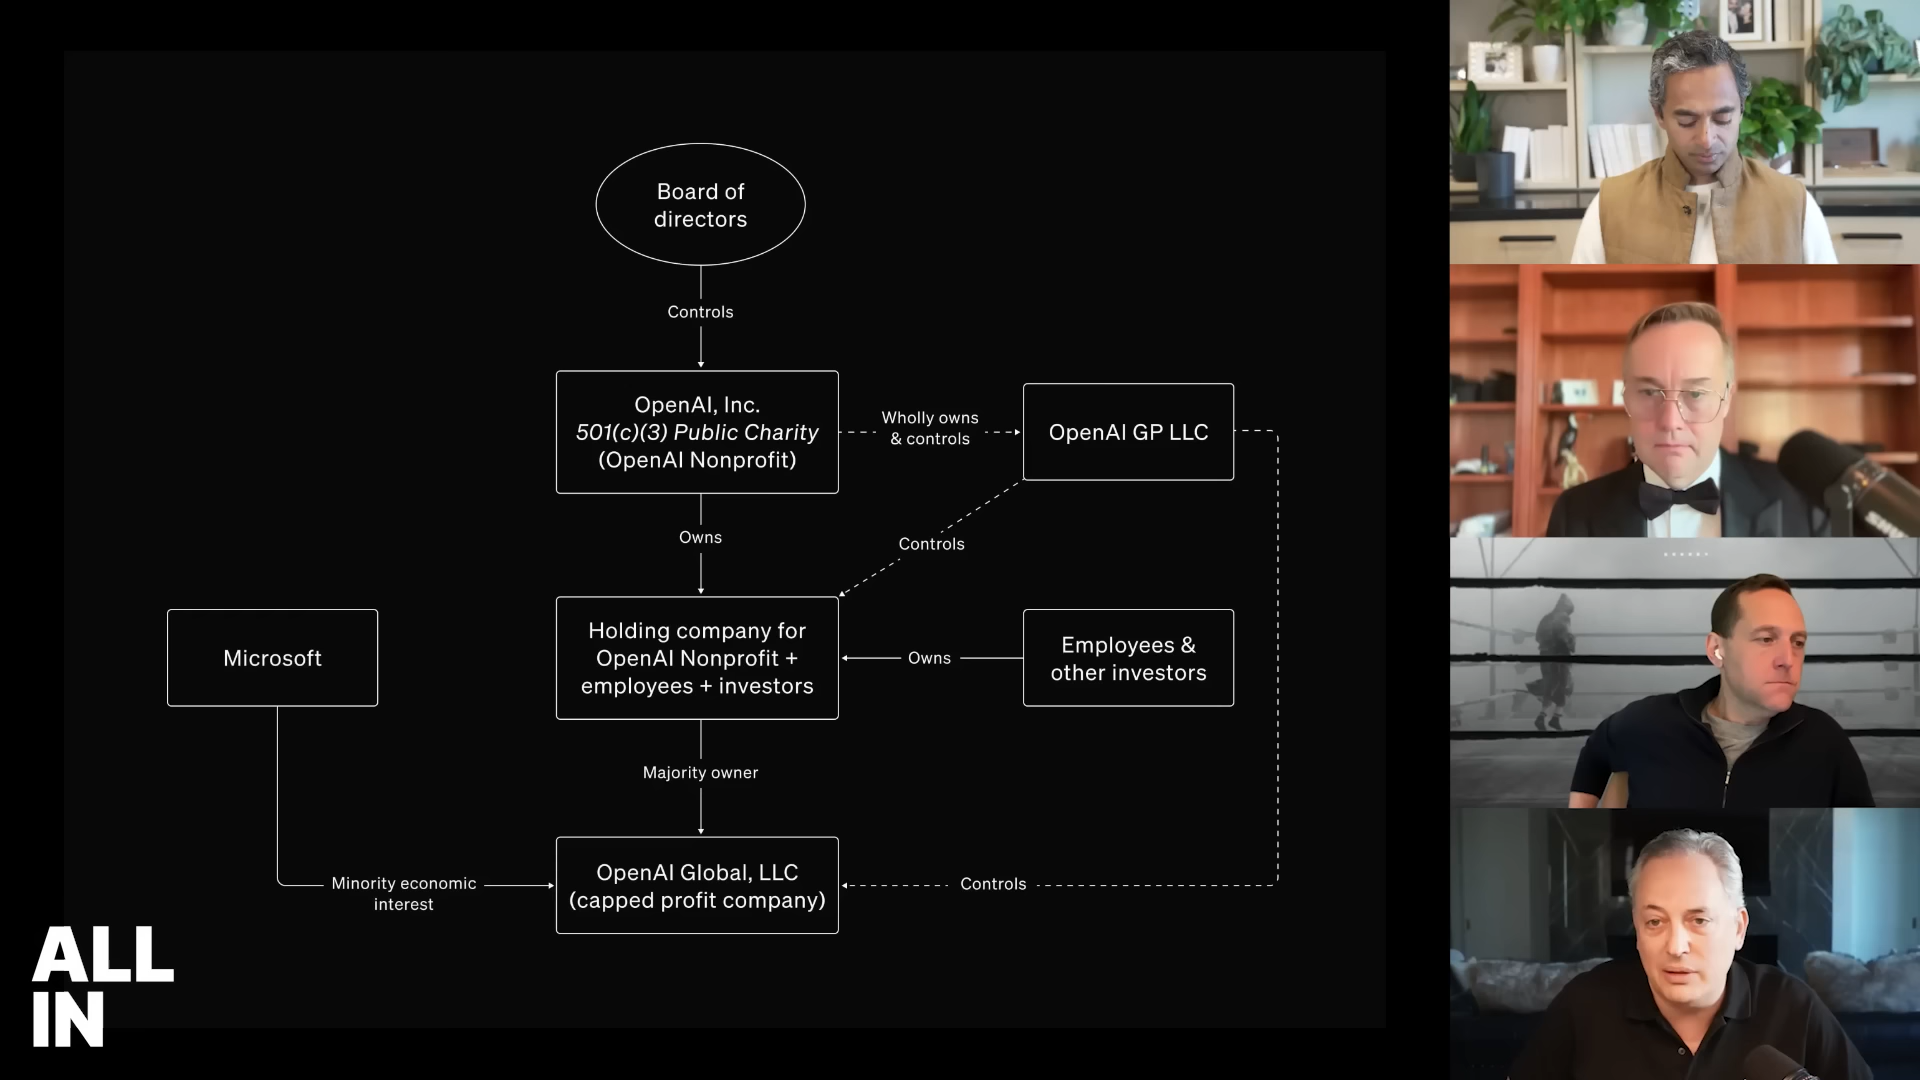 Board of
directors
Controls
OpenAI, Inc.
501(c)(3) Public Charity
(OpenAI Nonprofit)
Wholly owns
& controls
OpenAI GP LLC
Owns
Controls
Microsoft
Holding company for
OpenAI Nonprofit +
employees + investors
Owns
Employees &
other investors
Majority owner
Minority economic
interest
OpenAI Global, LLC
(capped profit company)
Controls
ALL
IN